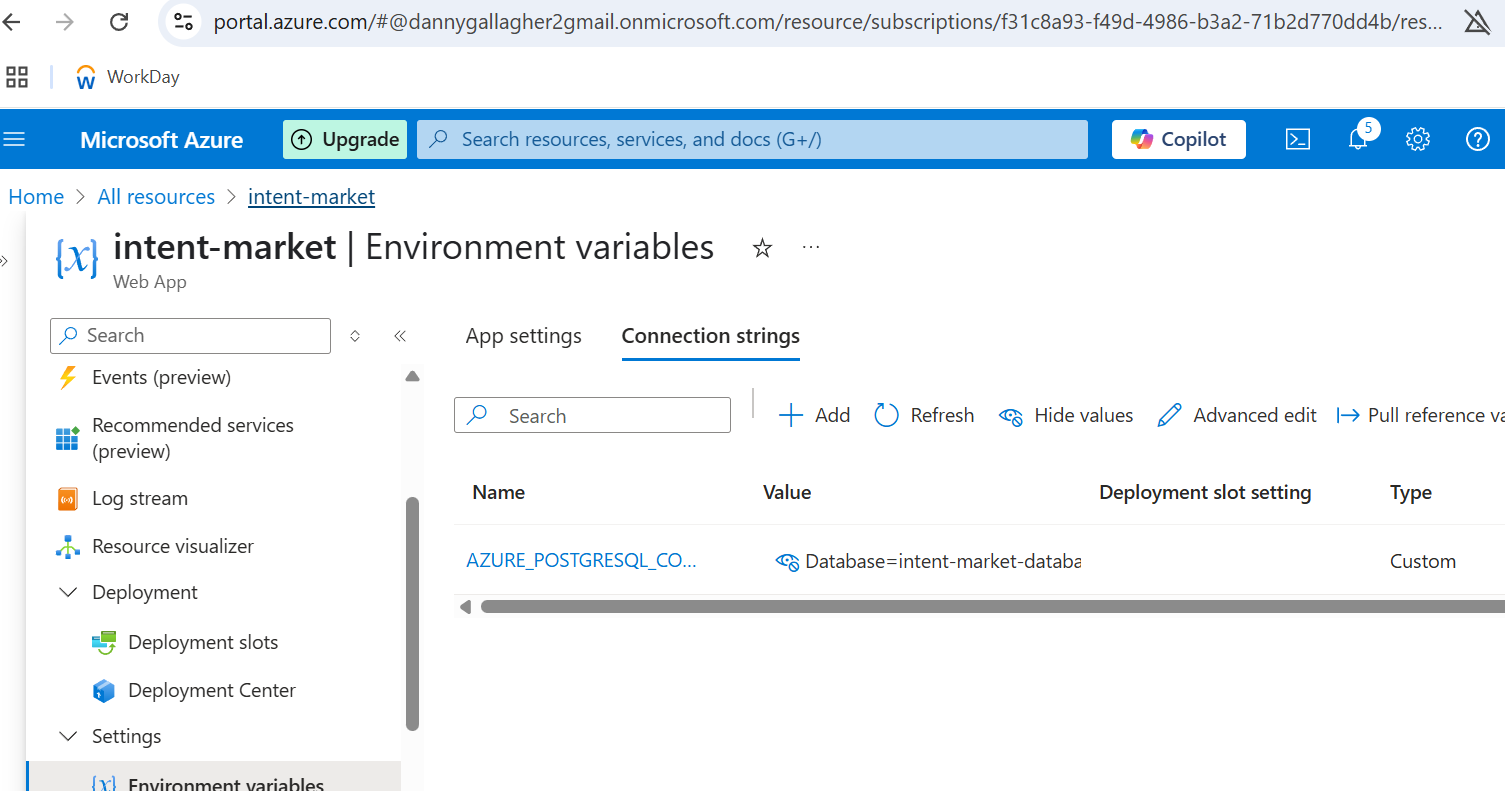 portal.azure.com/#@dannygallagher2gmail.onmicrosoft.com/resource/subscriptions/f31c8a93-f49d-4986-b3a2-71b2d770dd4b/res...
WorkDay
Microsoft Azure
Upgrade
Search resources, services, and docs (G+/)
Copilot
5
Home > All resources > intent-market
intent-market | Environment variables
Web App
Search
Events (preview)
Recommended services
(preview)
Log stream
Resource visualizer
Deployment
Deployment slots
Deployment Center
Settings
Environment variables
App settings
Connection strings
Search
Add
Refresh
Hide values
Advanced edit
Pull reference va
Name
Value
Deployment slot setting
Type
AZURE_POSTGRESQL_CO...
Database=intent-market-databa
Custom